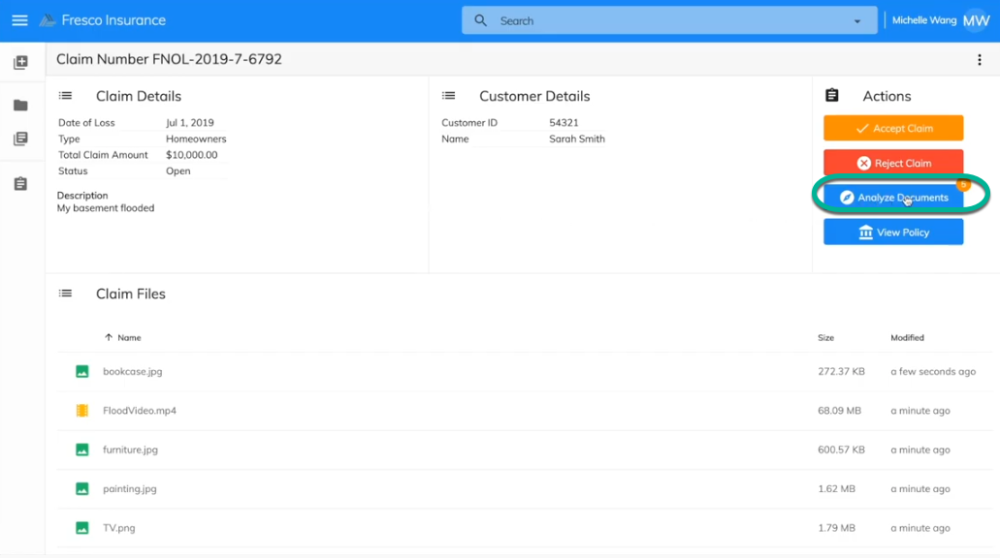 Fresco Insurance
Search
Michelle Wang MW
Claim Number FNOL-2019-7-6792
Claim Details
Date of Loss Jul 1, 2019
Type Homeowners
Total Claim Amount $10,000.00
Status Open
Description
My basement flooded
Customer Details
Customer ID 54321
Name Sarah Smith
Actions
Accept Claim
Reject Claim
5
Analyze Documents
View Policy
Claim Files
Name Size Modified
bookcase.jpg 272.37 KB a few seconds ago
FloodVideo.mp4 68.09 MB a minute ago
furniture.jpg 600.57 KB a minute ago
painting.jpg 1.62 MB a minute ago
TV.png 1.79 MB a minute ago